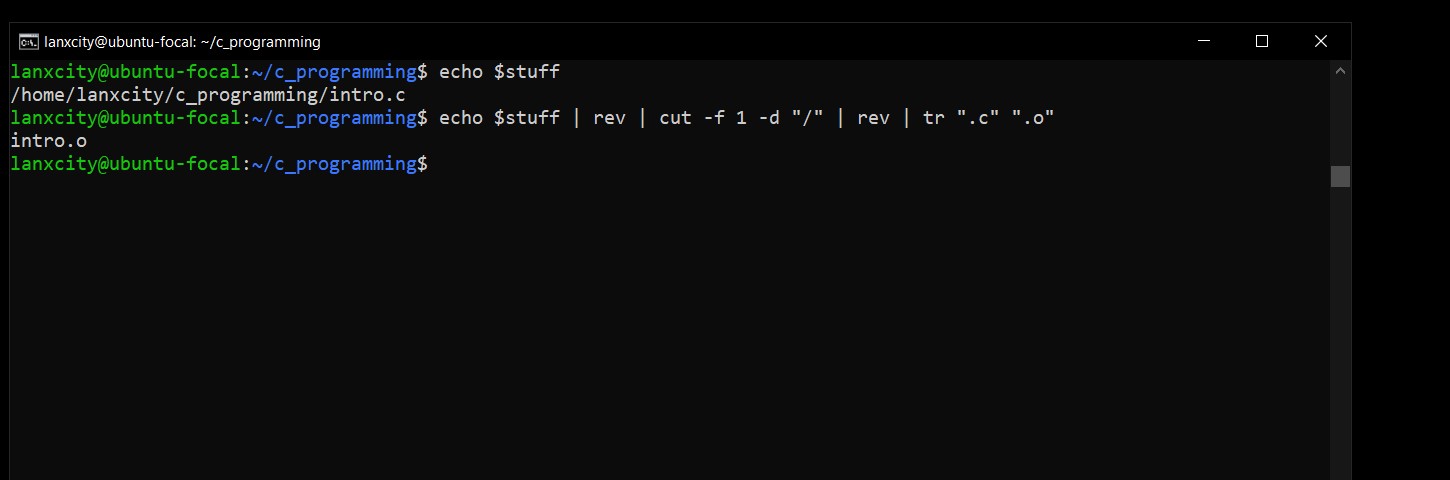 lanxcity@ubuntu-focal: ~/c_programming
lanxcity@ubuntu-focal:~/c_programming$ echo $stuff
/home/lanxcity/c_programming/intro.c
lanxcity@ubuntu-focal:~/c_programming$ echo $stuff | rev | cut -f 1 -d "/" | rev | tr ".c" ".o"
intro.o
lanxcity@ubuntu-focal:~/c_programming$